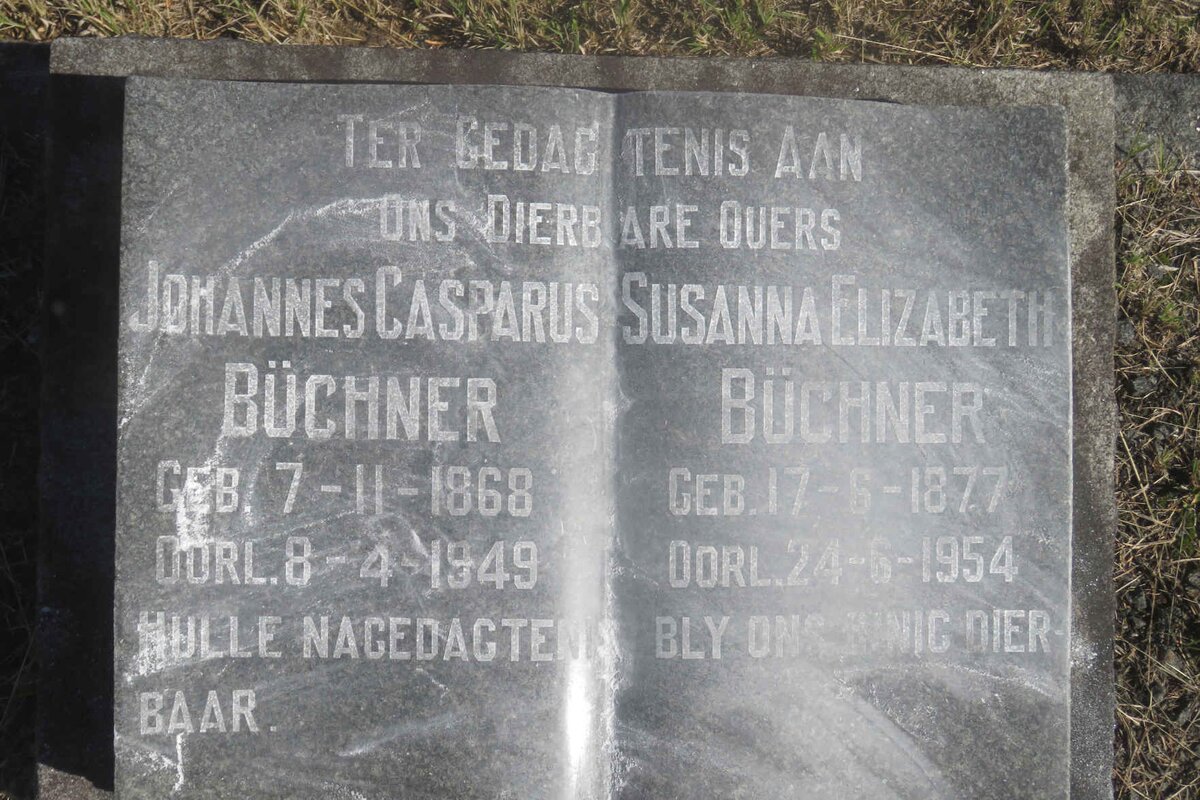 TER GEDAGTENIS AAN
ONS DIERBARE OUERS
JOHANNES CASPARUS SUSANNA ELIZABETH
BÜCHNER BÜCHNER
GEB. 7-11-1868 GEB. 17-6-1877
OORL. 8-4-1949 OORL. 24-6-1954
HULLE NAGEDAGTENIS BLY ONS INNIG DIER-
BAAR.